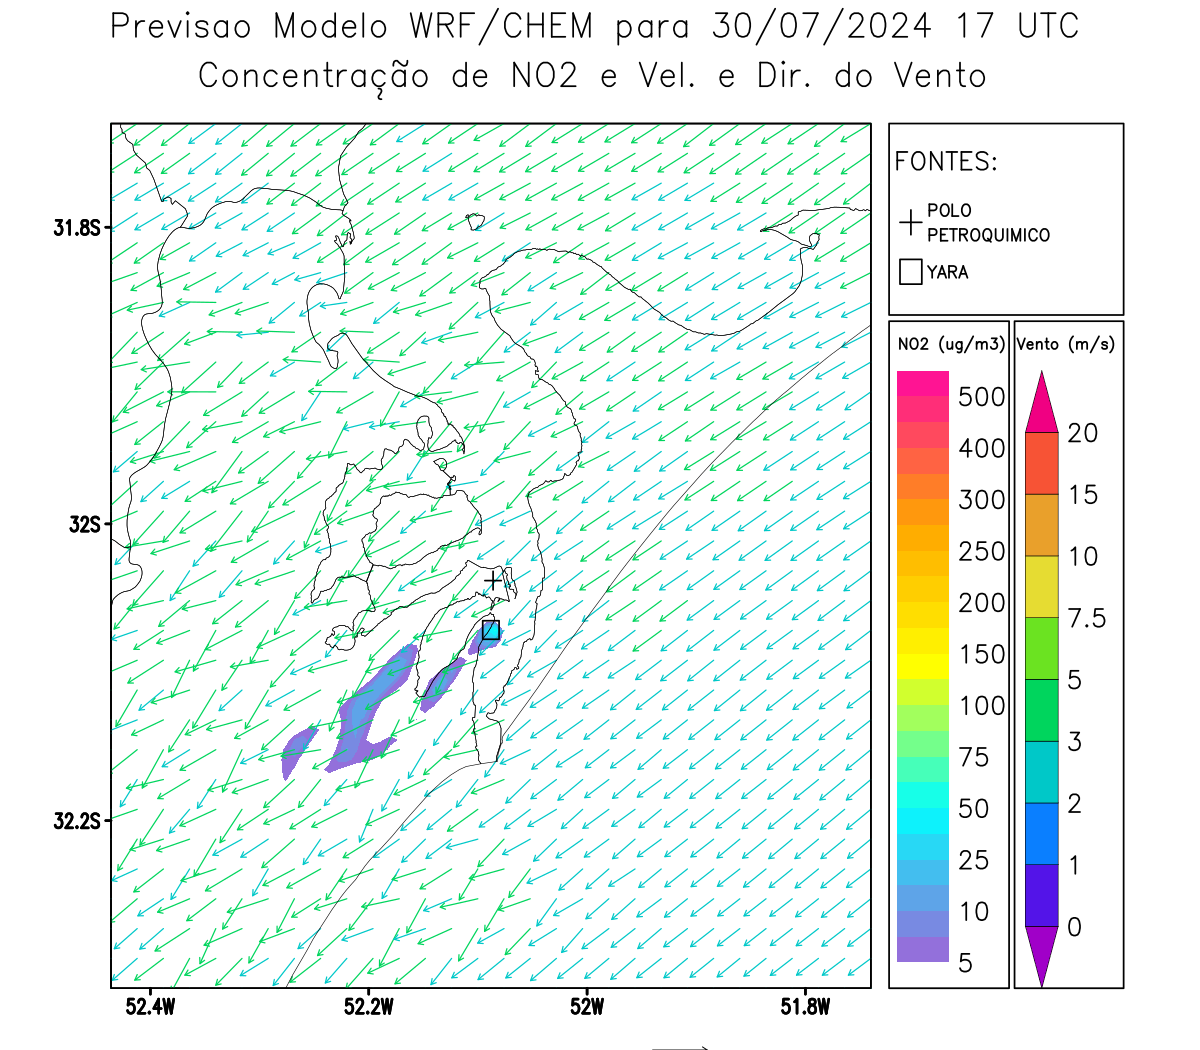 Previsao Modelo WRF/CHEM para 30/07/2024 17 UTC
Concentração de NO2 e Vel. e Dir. do Vento
FONTES:
POLO
PETROQUIMICO
YARA
31.8S
32S
32.2S
52.4W 52.2W 52W 51.8W
NO2 (ug/m3)
500
400
300
250
200
150
100
75
50
25
10
5
Vento (m/s)
20
15
10
7.5
5
3
2
1
0